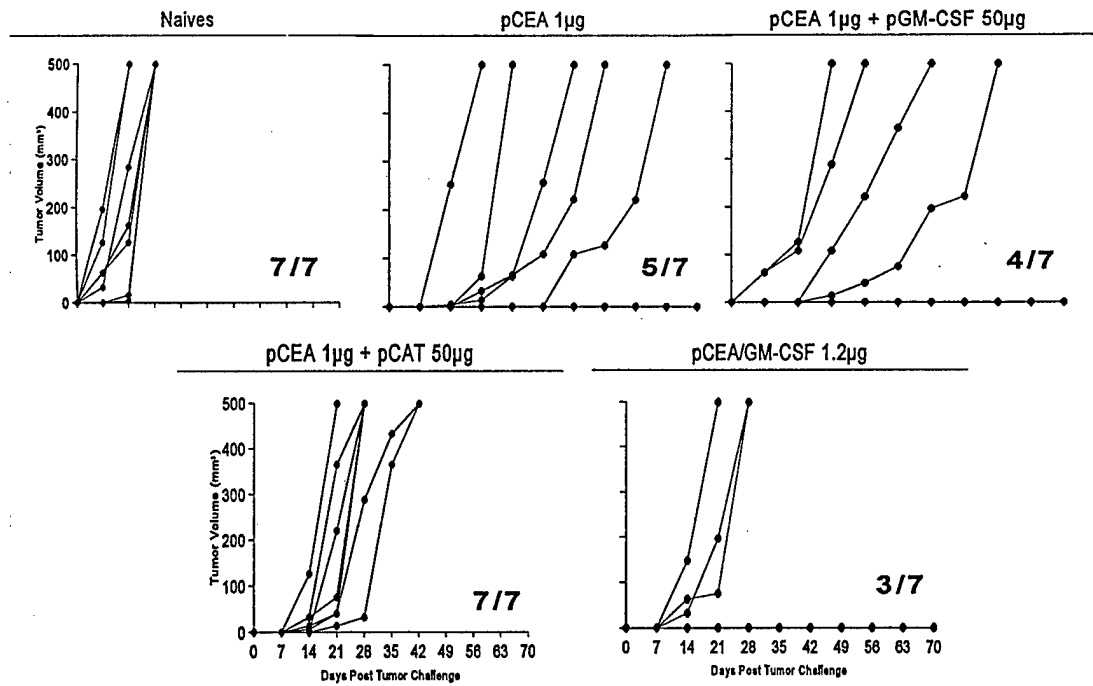 Naives
pCEA 1µg
pCEA 1µg + pGM-CSF 50µg
500
400
300
200
100
0
Tumor Volume (mm³)
7/7
5/7
4/7
pCEA 1µg + pCAT 50µg
pCEA/GM-CSF 1.2µg
500
400
300
200
100
0
Tumor Volume (mm³)
7/7
3/7
0 7 14 21 28 35 42 49 56 63 70
0 7 14 21 28 35 42 49 56 63 70
Days Post Tumor Challenge
Days Post Tumor Challenge